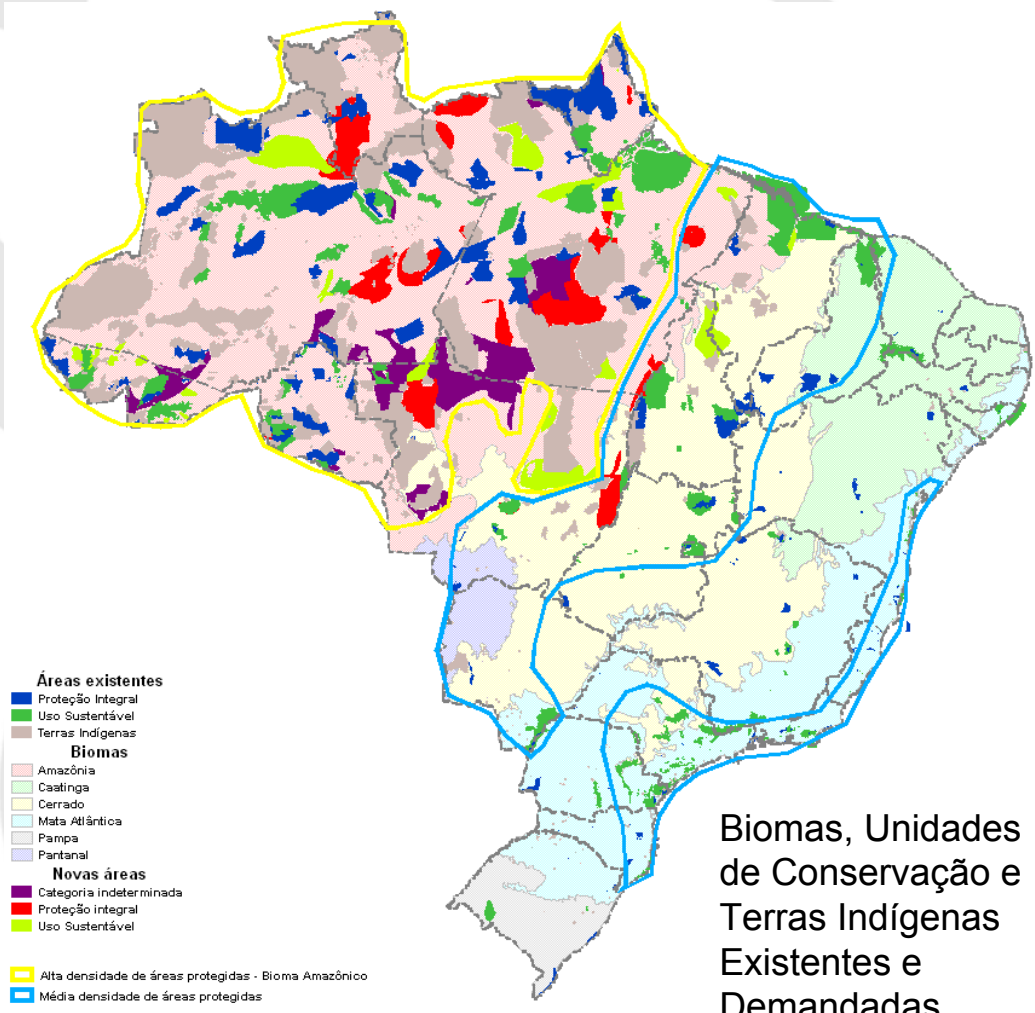 Áreas existentes
Proteção Integral
Uso Sustentável
Terras Indígenas
Biomas
Amazônia
Caatinga
Cerrado
Mata Atlântica
Pampa
Pantanal
Novas áreas
Categoria indeterminada
Proteção integral
Uso Sustentável
Alta densidade de áreas protegidas - Bioma Amazônico
Média densidade de áreas protegidas
Biomas, Unidades
de Conservação e
Terras Indígenas
Existentes e
Demandadas